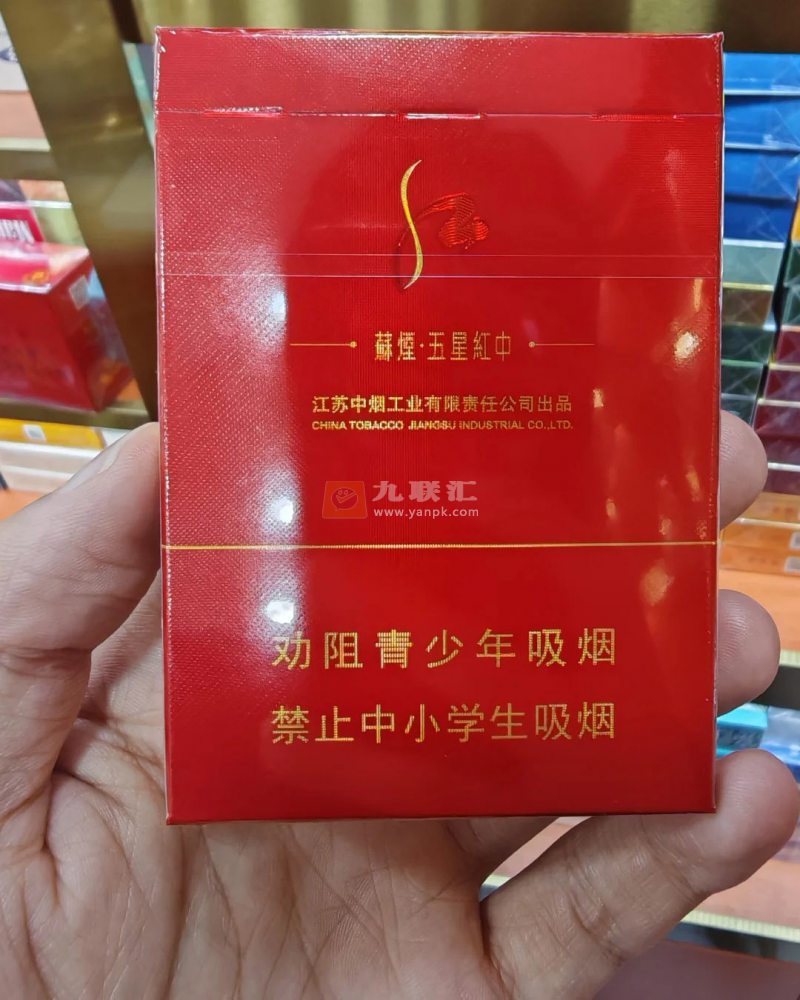 蘇煙·五星紅中
江苏中烟工业有限责任公司出品
CHINA TOBACCO JIANGSU INDUSTRIAL CO.,LTD.
九联汇
www.yanpk.com
劝阻青少年吸烟
禁止中小学生吸烟